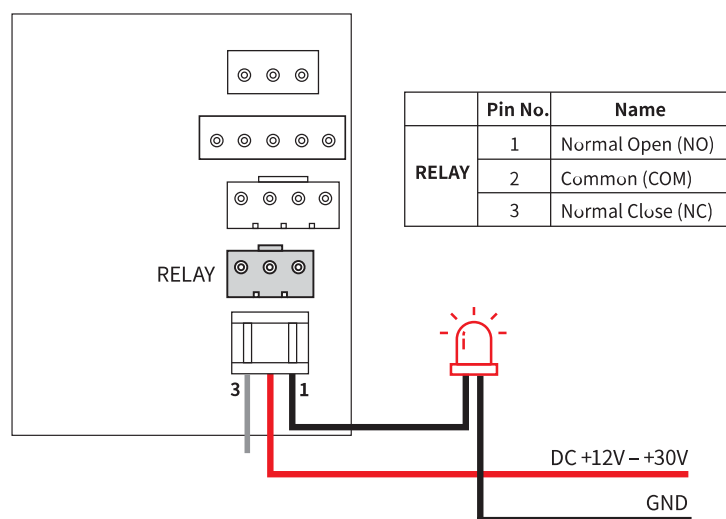 Pin No. Name
RELAY
1 Normal Open (NO)
2 Common (COM)
3 Normal Close (NC)
RELAY
3 1
DC +12V – +30V
GND